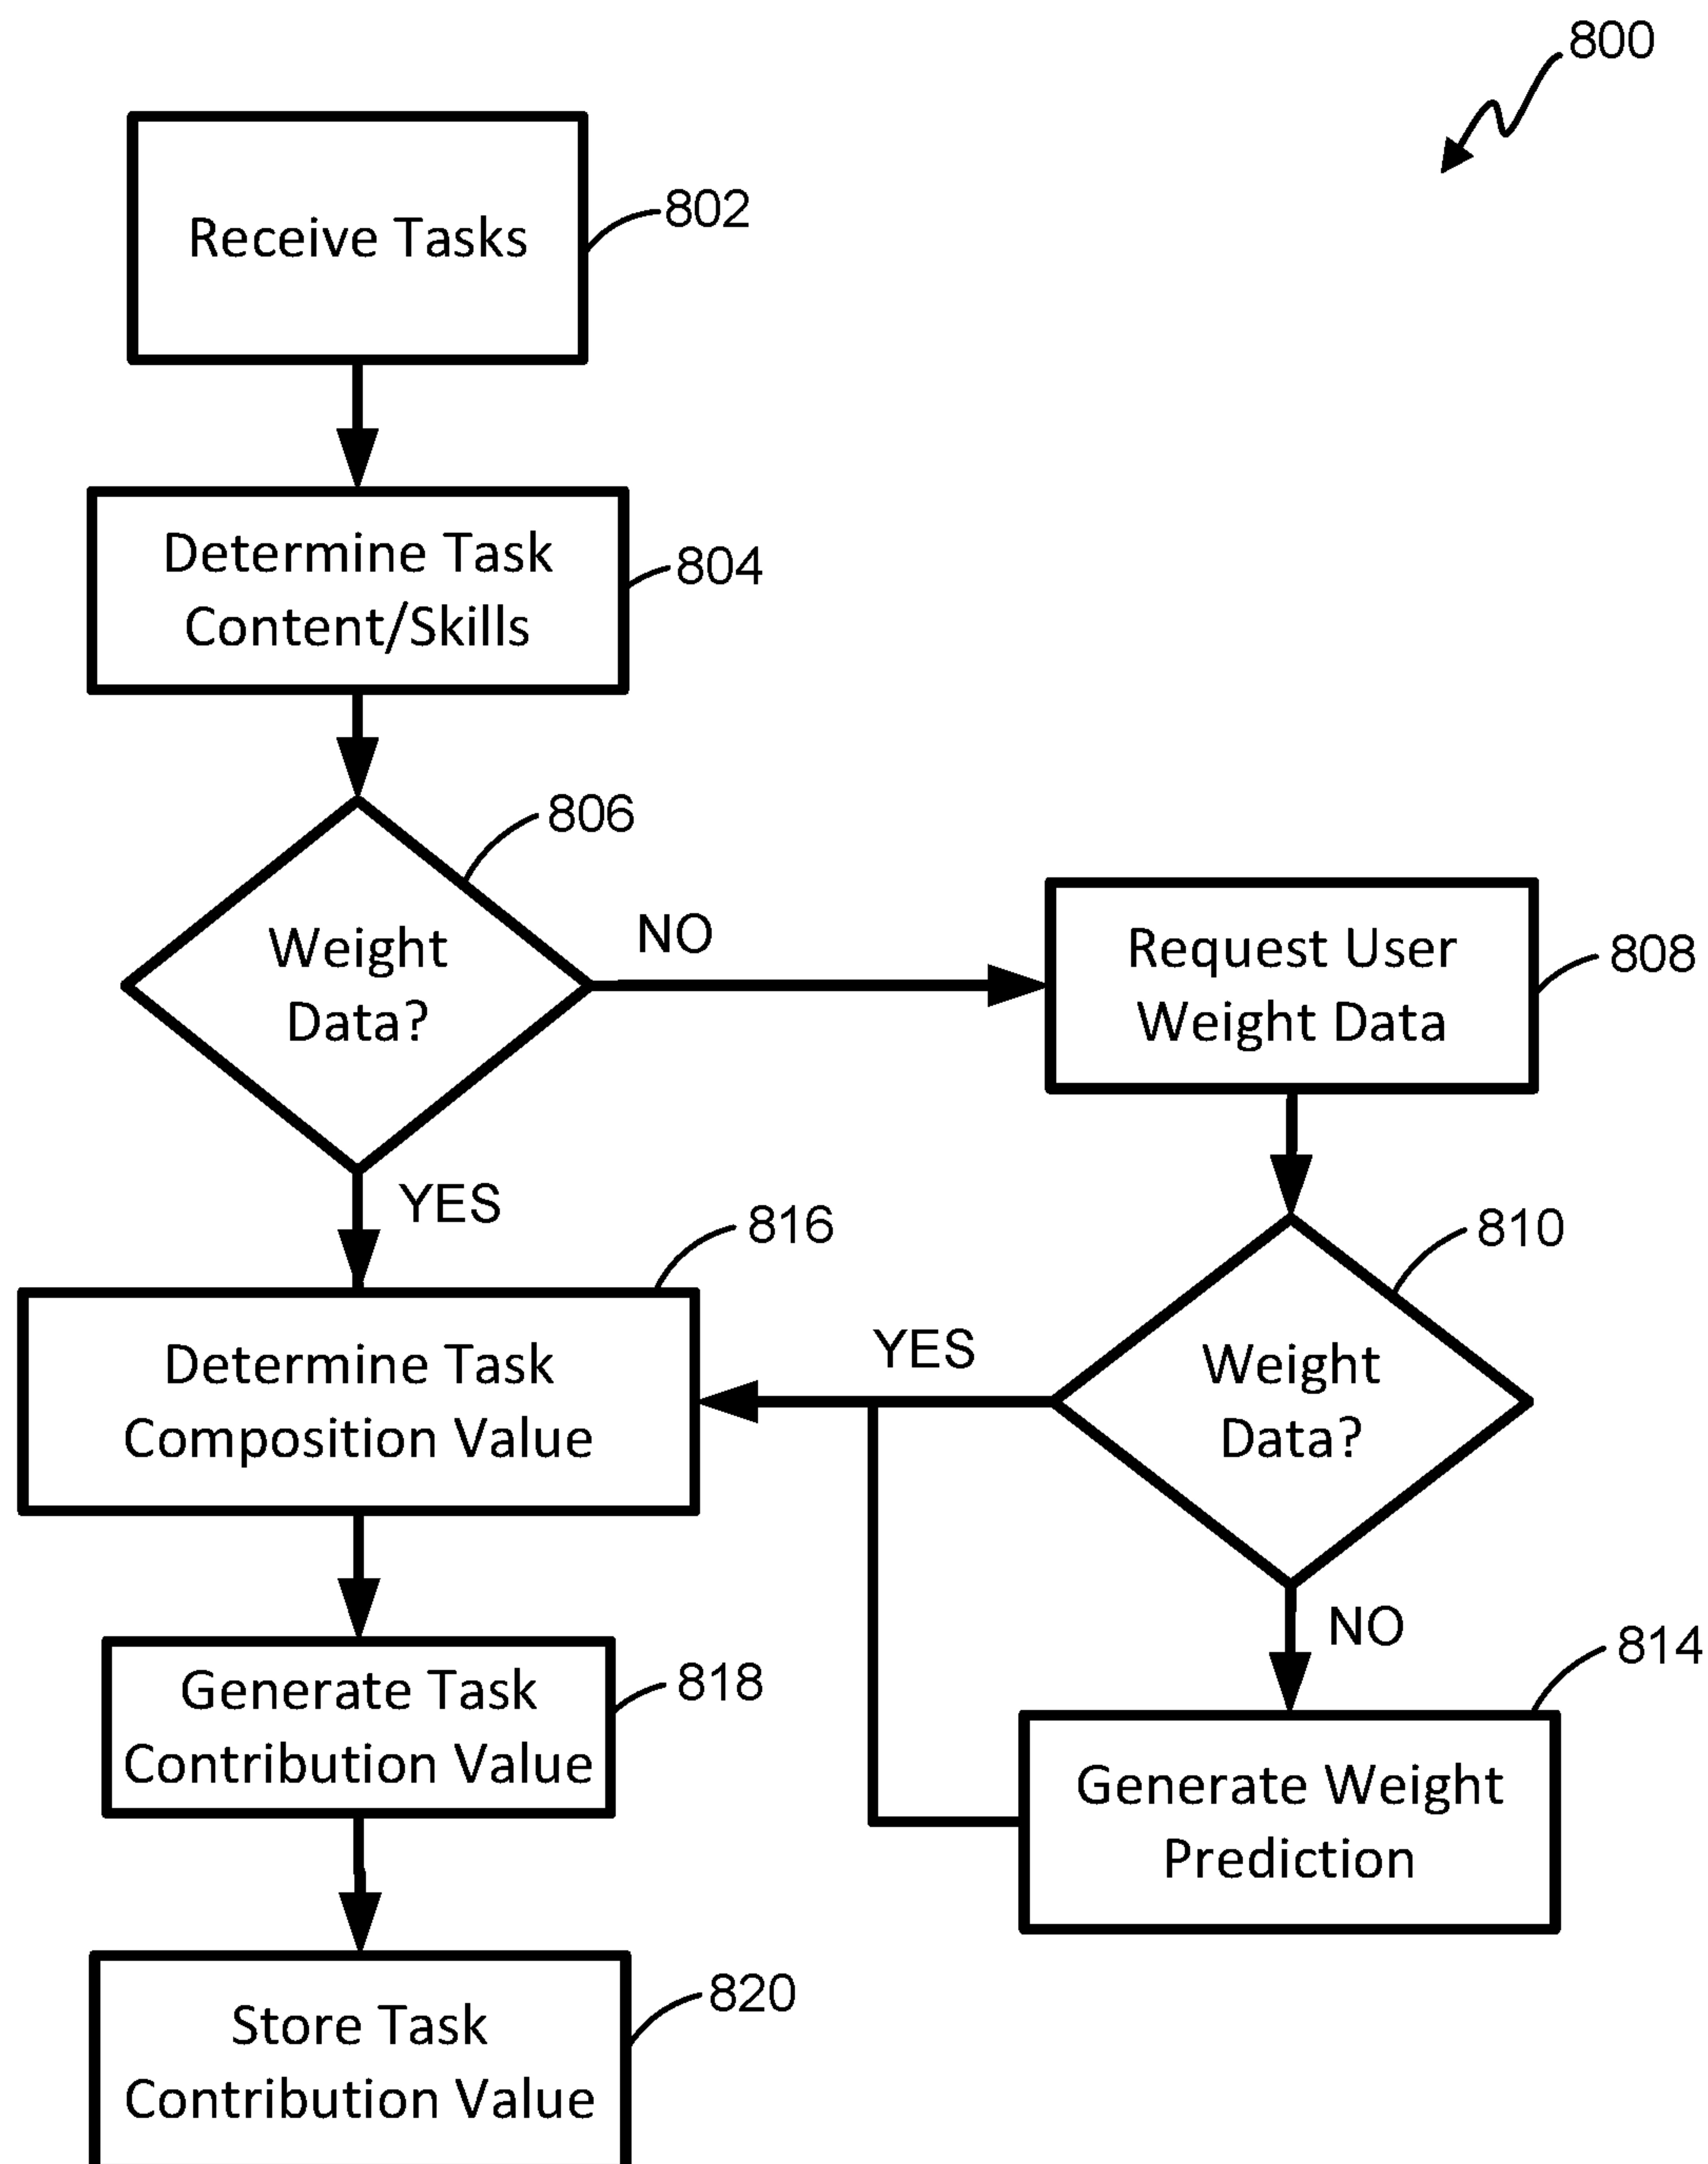 800
Receive Tasks
802
Determine Task
Content/Skills
804
Weight
Data?
806
NO
Request User
Weight Data
808
YES
816
Determine Task
Composition Value
YES
Weight
Data?
810
NO
814
Generate Weight
Prediction
Generate Task
Contribution Value
818
Store Task
Contribution Value
820